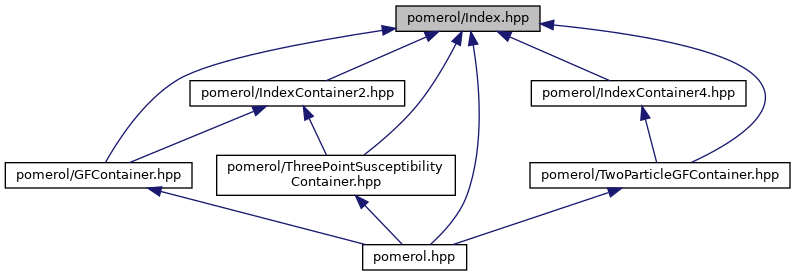 pomerol/Index.hpp
pomerol/IndexContainer2.hpp
pomerol/IndexContainer4.hpp
pomerol/GFContainer.hpp
pomerol/ThreePointSusceptibility
Container.hpp
pomerol/TwoParticleGFContainer.hpp
pomerol.hpp